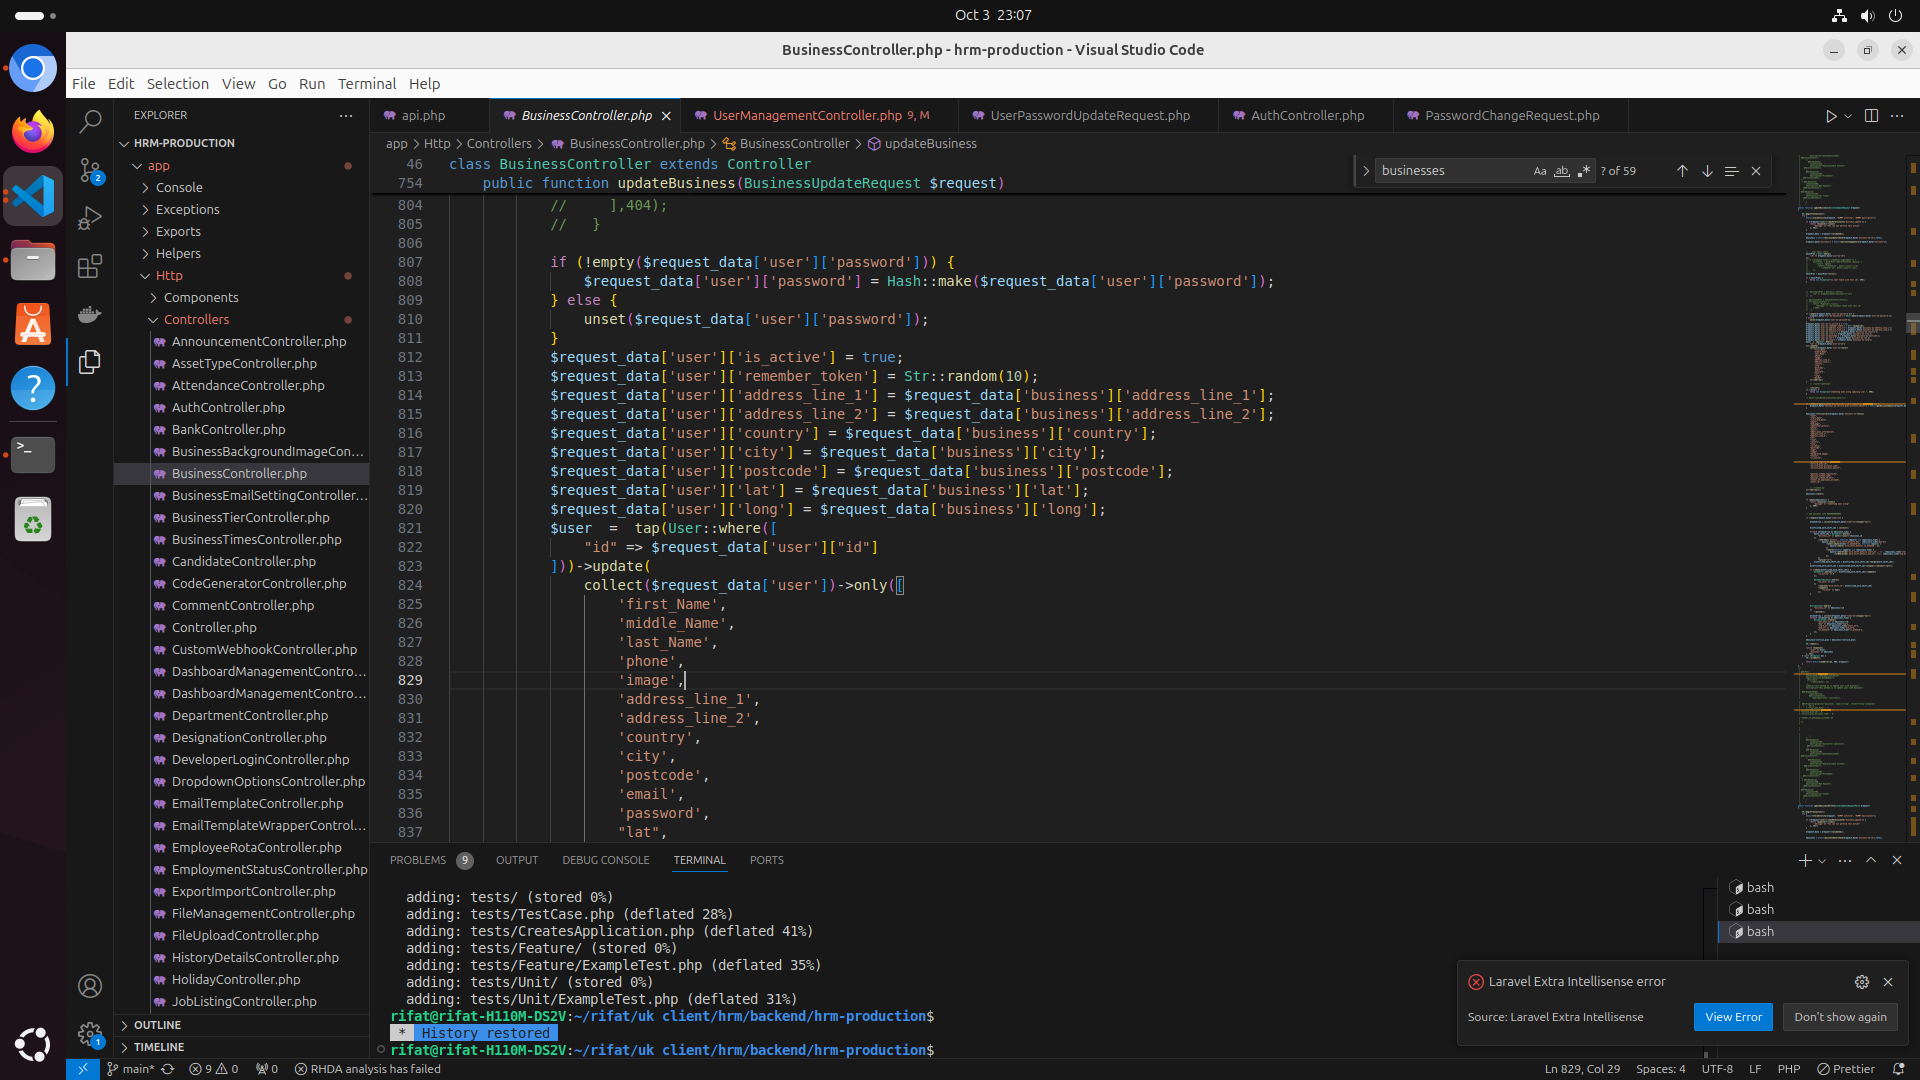 Oct 3 23:07
BusinessController.php - hrm-production - Visual Studio Code
File Edit Selection View Go Run Terminal Help
EXPLORER
HRM-PRODUCTION
app
Console
Exceptions
Exports
Helpers
Http
Components
Controllers
AnnouncementController.php
AssetTypeController.php
AttendanceController.php
AuthController.php
BankController.php
BusinessBackgroundImageCon...
BusinessController.php
BusinessEmailSettingController...
BusinessTierController.php
BusinessTimesController.php
CandidateController.php
CodeGeneratorController.php
CommentController.php
Controller.php
CustomWebhookController.php
DashboardManagementContro...
DashboardManagementContro...
DepartmentController.php
DesignationController.php
DeveloperLoginController.php
DropdownOptionsController.php
EmailTemplateController.php
EmailTemplateWrapperControl...
EmployeeRotaController.php
EmploymentStatusController.php
ExportImportController.php
FileManagementController.php
FileUploadController.php
HistoryDetailsController.php
HolidayController.php
JobListingController.php
OUTLINE
TIMELINE
2
1
api.php
BusinessController.php
UserManagementController.php 9, M
UserPasswordUpdateRequest.php
AuthController.php
PasswordChangeRequest.php
app > Http > Controllers > BusinessController.php > BusinessController > updateBusiness
businesses Aa ab .* ? of 59
46 class BusinessController extends Controller
754 public function updateBusiness(BusinessUpdateRequest $request)
804 // ],404);
805 // }
806
807 if (!empty($request_data['user']['password'])) {
808 $request_data['user']['password'] = Hash::make($request_data['user']['password']);
809 } else {
810 unset($request_data['user']['password']);
811 }
812 $request_data['user']['is_active'] = true;
813 $request_data['user']['remember_token'] = Str::random(10);
814 $request_data['user']['address_line_1'] = $request_data['business']['address_line_1'];
815 $request_data['user']['address_line_2'] = $request_data['business']['address_line_2'];
816 $request_data['user']['country'] = $request_data['business']['country'];
817 $request_data['user']['city'] = $request_data['business']['city'];
818 $request_data['user']['postcode'] = $request_data['business']['postcode'];
819 $request_data['user']['lat'] = $request_data['business']['lat'];
820 $request_data['user']['long'] = $request_data['business']['long'];
821 $user = tap(User::where([
822 "id" => $request_data['user']["id"]
823 ]))->update(
824 collect($request_data['user'])->only([
825 'first_Name',
826 'middle_Name',
827 'last_Name',
828 'phone',
829 'image',
830 'address_line_1',
831 'address_line_2',
832 'country',
833 'city',
834 'postcode',
835 'email',
836 'password',
837 "lat",
PROBLEMS 9 OUTPUT DEBUG CONSOLE TERMINAL PORTS
adding: tests/ (stored 0%)
adding: tests/TestCase.php (deflated 28%)
adding: tests/CreatesApplication.php (deflated 41%)
adding: tests/Feature/ (stored 0%)
adding: tests/Feature/ExampleTest.php (deflated 35%)
adding: tests/Unit/ (stored 0%)
adding: tests/Unit/ExampleTest.php (deflated 31%)
rifat@rifat-H110M-DS2V:~/rifat/uk client/hrm/backend/hrm-production$
* History restored
rifat@rifat-H110M-DS2V:~/rifat/uk client/hrm/backend/hrm-production$
bash
bash
bash
Laravel Extra Intellisense error
Source: Laravel Extra Intellisense
View Error
Don't show again
main* 9 0 0 RHDA analysis has failed
Ln 829, Col 29 Spaces: 4 UTF-8 LF PHP Prettier